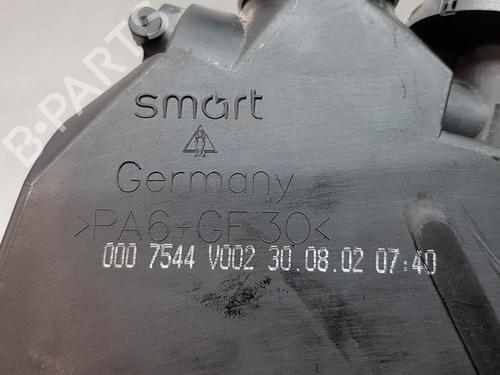 B-PARTS
smart
Germany
>PA6+GF30<
000 7544 V002 30.08.02 07:40